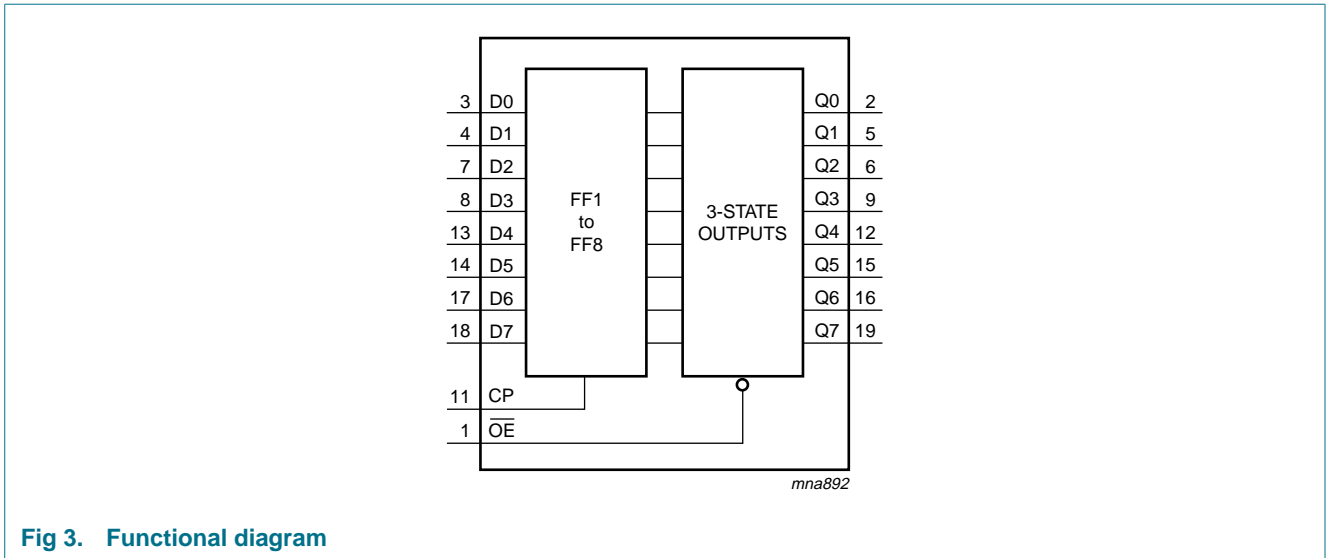 3 D0 Q0 2
4 D1 Q1 5
7 D2 Q2 6
8 D3 Q3 9
13 D4 Q4 12
14 D5 Q5 15
17 D6 Q6 16
18 D7 Q7 19
FF1
to
FF8
3-STATE
OUTPUTS
11 CP
1 O̅E̅
mna892
Fig 3. Functional diagram